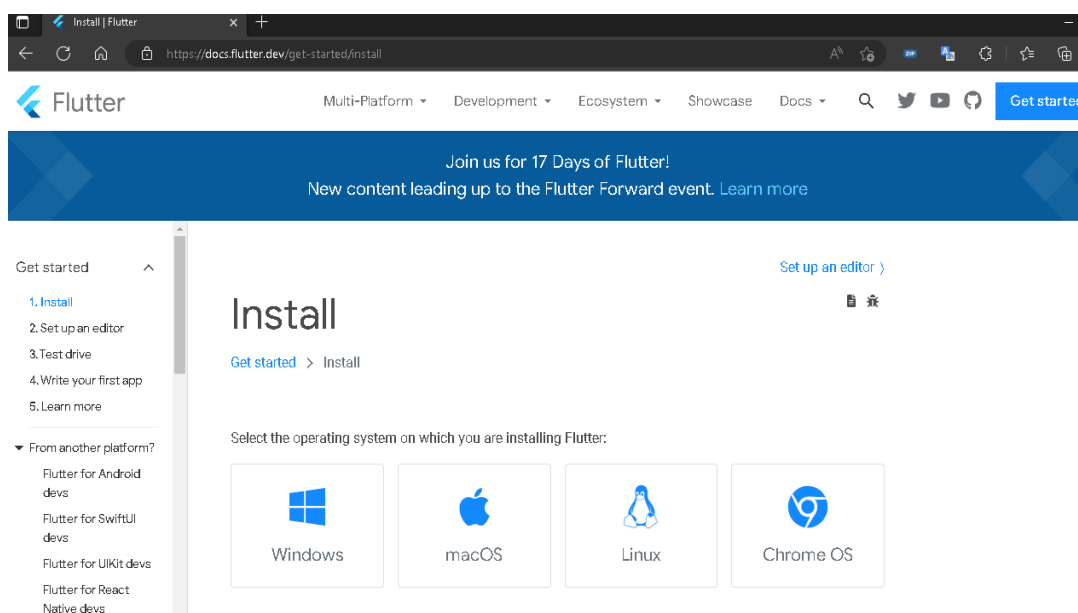 Install | Flutter
https://docs.flutter.dev/get-started/install
ZIP
Flutter
Multi-Platform
Development
Ecosystem
Showcase
Docs
Get started
Join us for 17 Days of Flutter!
New content leading up to the Flutter Forward event. Learn more
Get started
1. Install
2. Set up an editor
3. Test drive
4. Write your first app
5. Learn more
From another platform?
Flutter for Android
devs
Flutter for SwiftUI
devs
Flutter for UIKit devs
Flutter for React
Native devs
Set up an editor
Install
Get started > Install
Select the operating system on which you are installing Flutter:
Windows
macOS
Linux
Chrome OS